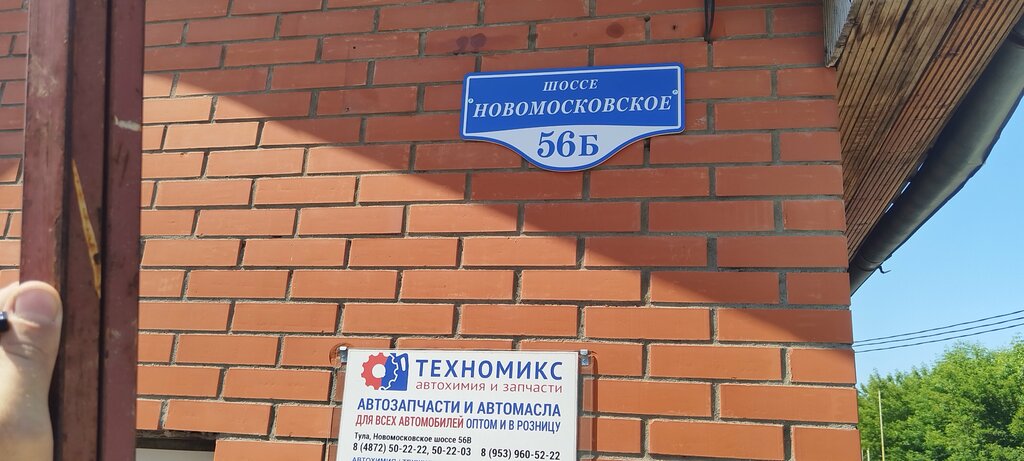 ШОССЕ
НОВОМОСКОВСКОЕ
56Б
ТЕХНОМИКС
автохимия и запчасти
АВТОЗАПЧАСТИ И АВТОМАСЛА
ДЛЯ ВСЕХ АВТОМОБИЛЕЙ ОПТОМ И В РОЗНИЦУ
Тула, Новомосковское шоссе 56В
8 (4872) 50-22-22, 50-22-03 8 (953) 960-52-22